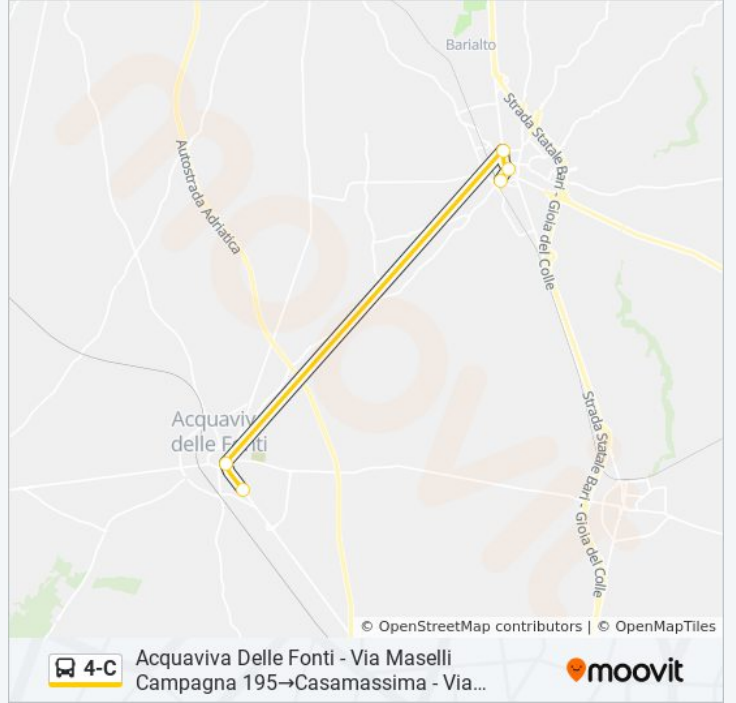 Barialto
Strada Statale Bari - Gioia del Colle
Autostrada Adriatica
Acquaviva
delle Fonti
Strada Statale Bari - Gioia del Colle
moovit
© OpenStreetMap contributors | © OpenMapTiles
4-C
Acquaviva Delle Fonti - Via Maselli
Campagna 195→Casamassima - Via…
moovit